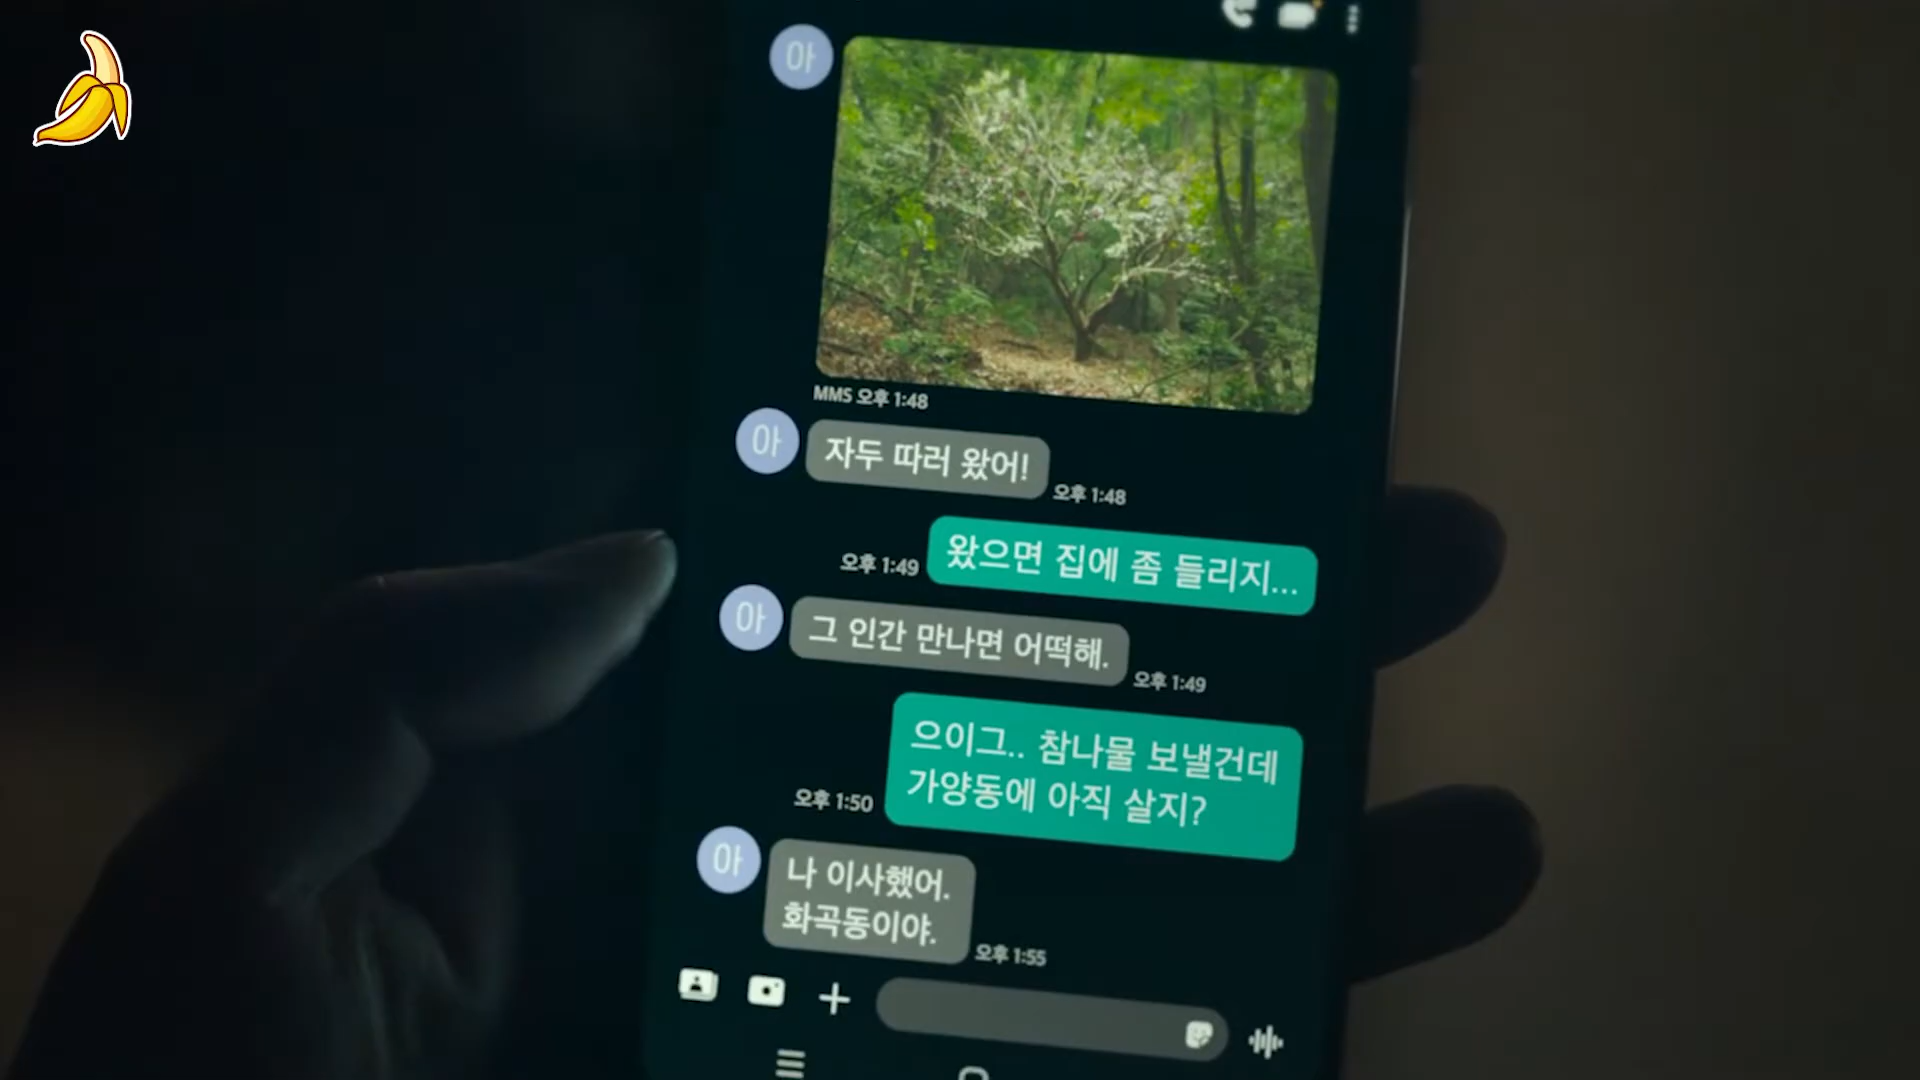 아
MMS 오후 1:48
아
자두 따러 왔어!
오후 1:48
왔으면 집에 좀 들리지...
오후 1:49
아
그 인간 만나면 어떡해.
오후 1:49
으이그.. 참나물 보낼건데
가양동에 아직 살지?
오후 1:50
아
나 이사했어.
화곡동이야.
오후 1:55